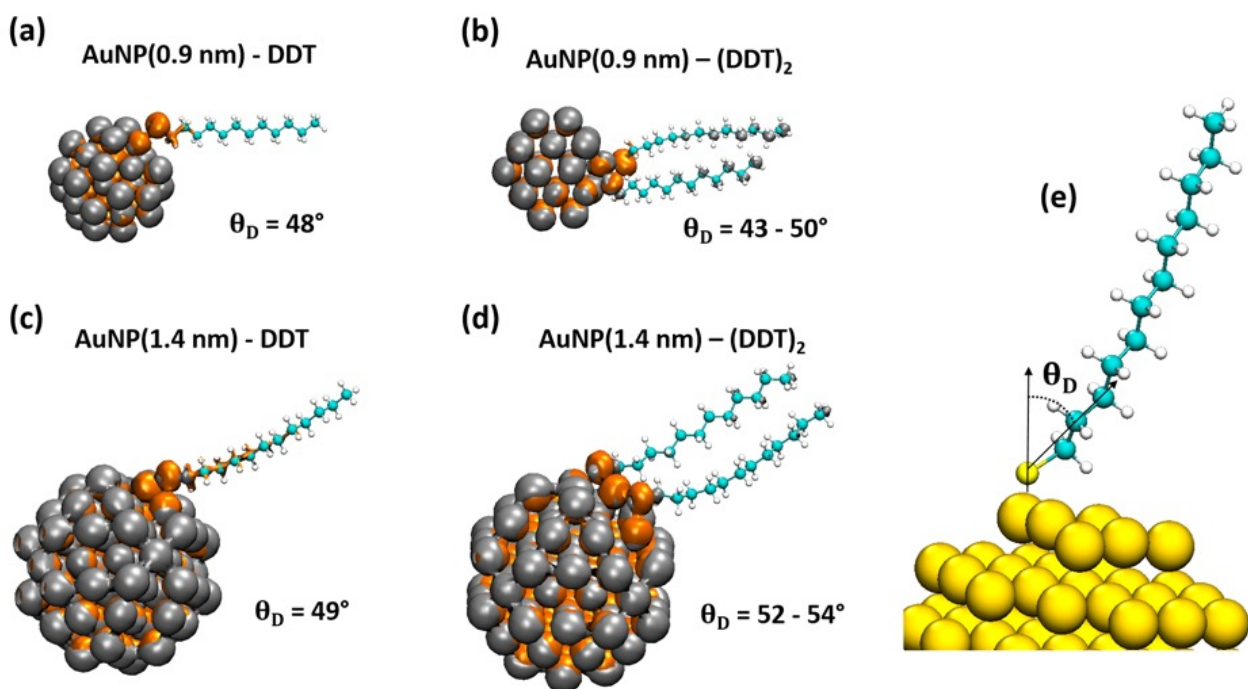 (a)
AuNP(0.9 nm) - DDT
θD = 48°
(b)
AuNP(0.9 nm) – (DDT)2
θD = 43 - 50°
(c)
AuNP(1.4 nm) - DDT
θD = 49°
(d)
AuNP(1.4 nm) – (DDT)2
θD = 52 - 54°
(e)
θD